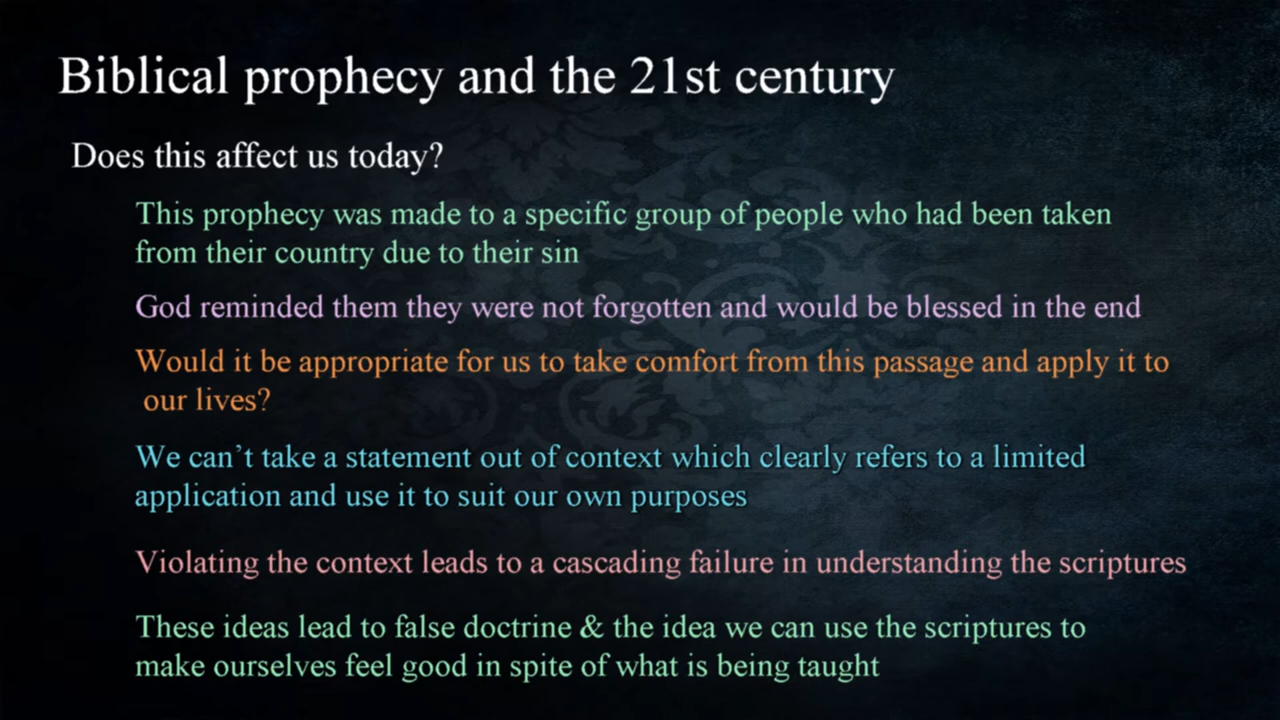 Biblical prophecy and the 21st century
Does this affect us today?
This prophecy was made to a specific group of people who had been taken
from their country due to their sin
God reminded them they were not forgotten and would be blessed in the end
Would it be appropriate for us to take comfort from this passage and apply it to
our lives?
We can’t take a statement out of context which clearly refers to a limited
application and use it to suit our own purposes
Violating the context leads to a cascading failure in understanding the scriptures
These ideas lead to false doctrine & the idea we can use the scriptures to
make ourselves feel good in spite of what is being taught